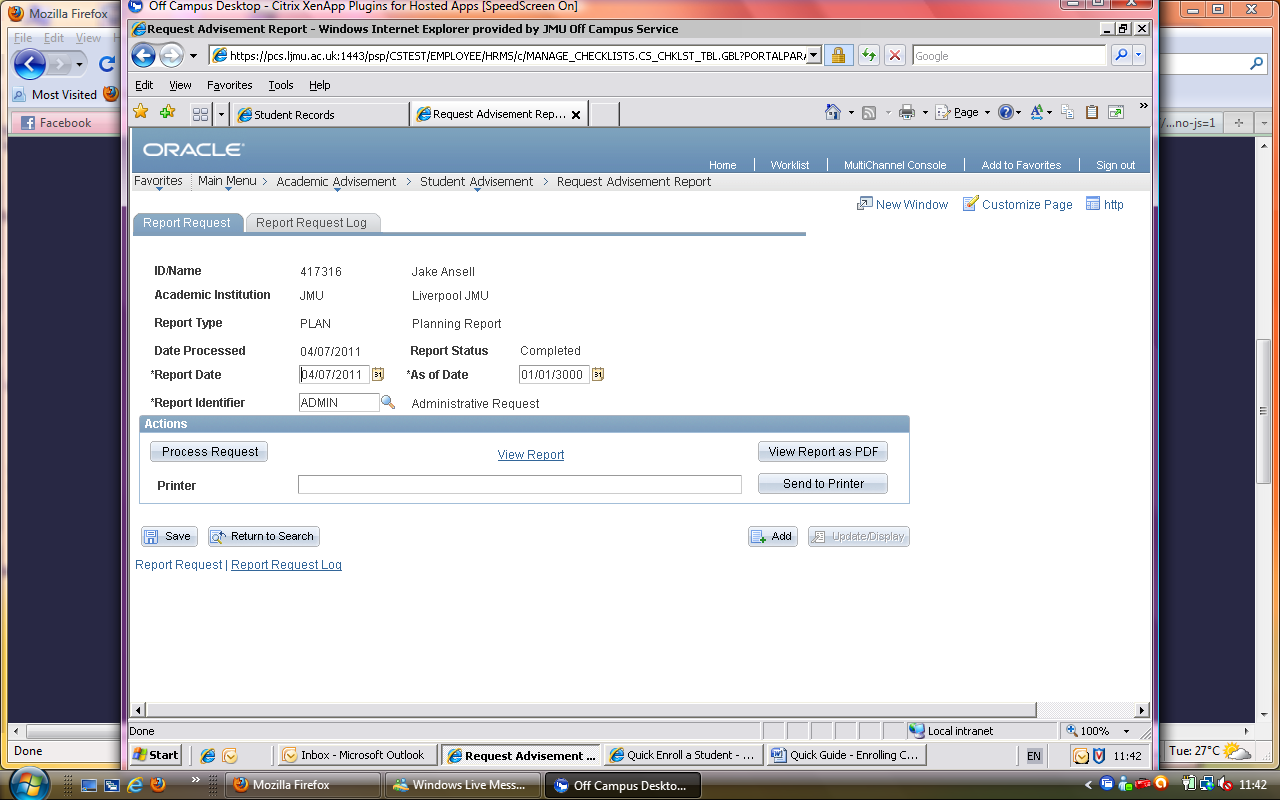 Mozilla Firefox
Off Campus Desktop - Citrix XenApp Plugins for Hosted Apps [SpeedScreen On]
File Edit View
Most Visited
Facebook
/...no-js=1
Request Advisement Report - Windows Internet Explorer provided by JMU Off Campus Service
https://pcs.ljmu.ac.uk:1443/psp/CSTEST/EMPLOYEE/HRMS/c/MANAGE_CHECKLISTS.CS_CHKLST_TBL.GBL?PORTALPARA
Google
Edit View Favorites Tools Help
Student Records
Request Advisement Rep...
Page
ORACLE
Home Worklist MultiChannel Console Add to Favorites Sign out
Favorites Main Menu > Academic Advisement > Student Advisement > Request Advisement Report
New Window Customize Page http
Report Request Report Request Log
ID/Name 417316 Jake Ansell
Academic Institution JMU Liverpool JMU
Report Type PLAN Planning Report
Date Processed 04/07/2011 Report Status Completed
*Report Date 04/07/2011 31 *As of Date 01/01/3000 31
*Report Identifier ADMIN Administrative Request
Actions
Process Request View Report View Report as PDF
Printer Send to Printer
Save Return to Search Add Update/Display
Report Request | Report Request Log
Done Local intranet 100%
Start Inbox - Microsoft Outlook Request Advisement ... Quick Enroll a Student - ... Quick Guide - Enrolling C... EN 11:42
Done
Tue: 27°C
Mozilla Firefox Windows Live Mess... Off Campus Deskto... 11:42